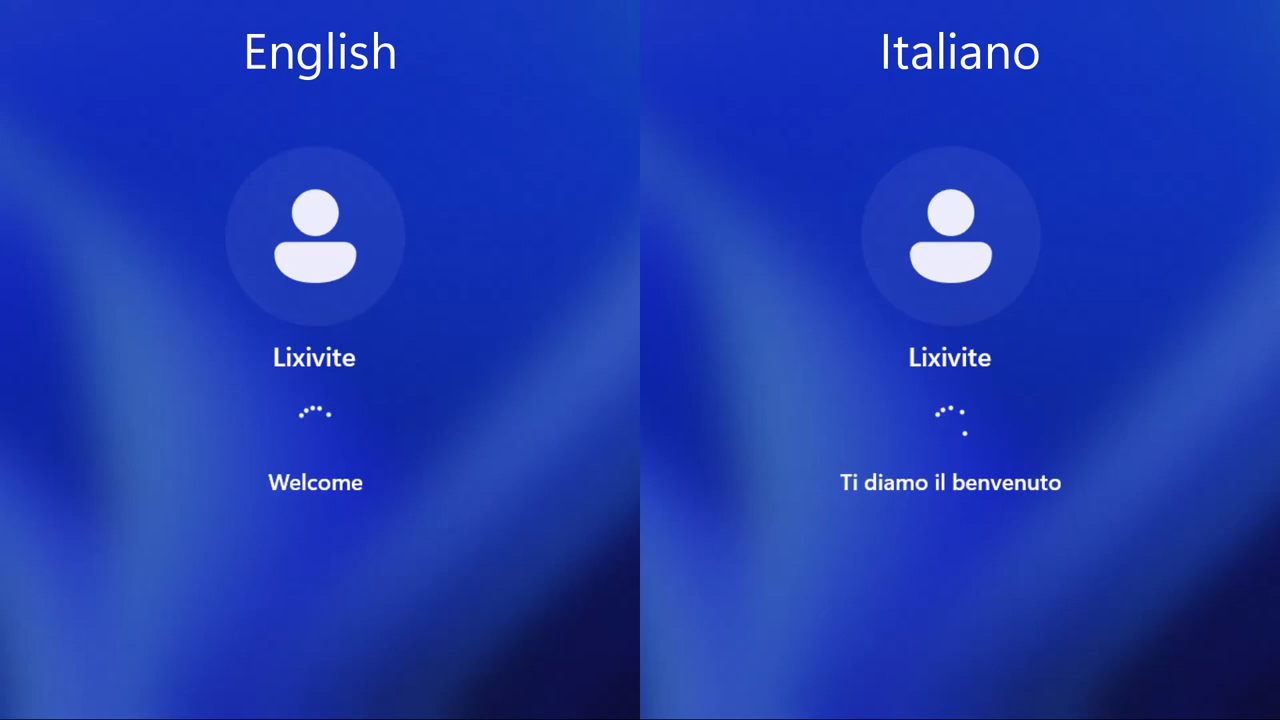 English
Lixivite
Welcome
Italiano
Lixivite
Ti diamo il benvenuto